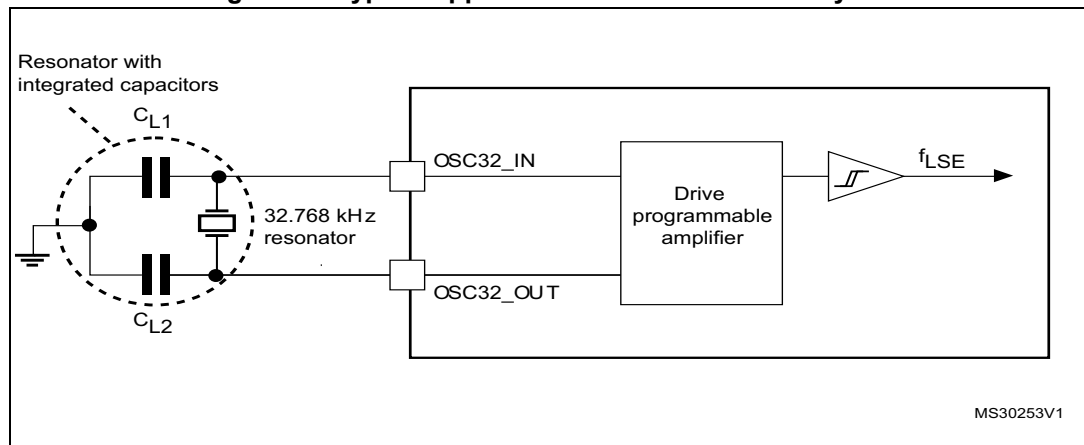 Resonator with
integrated capacitors
CL1
OSC32_IN
fLSE
Drive
programmable
amplifier
32.768 kHz
resonator
OSC32_OUT
CL2
MS30253V1